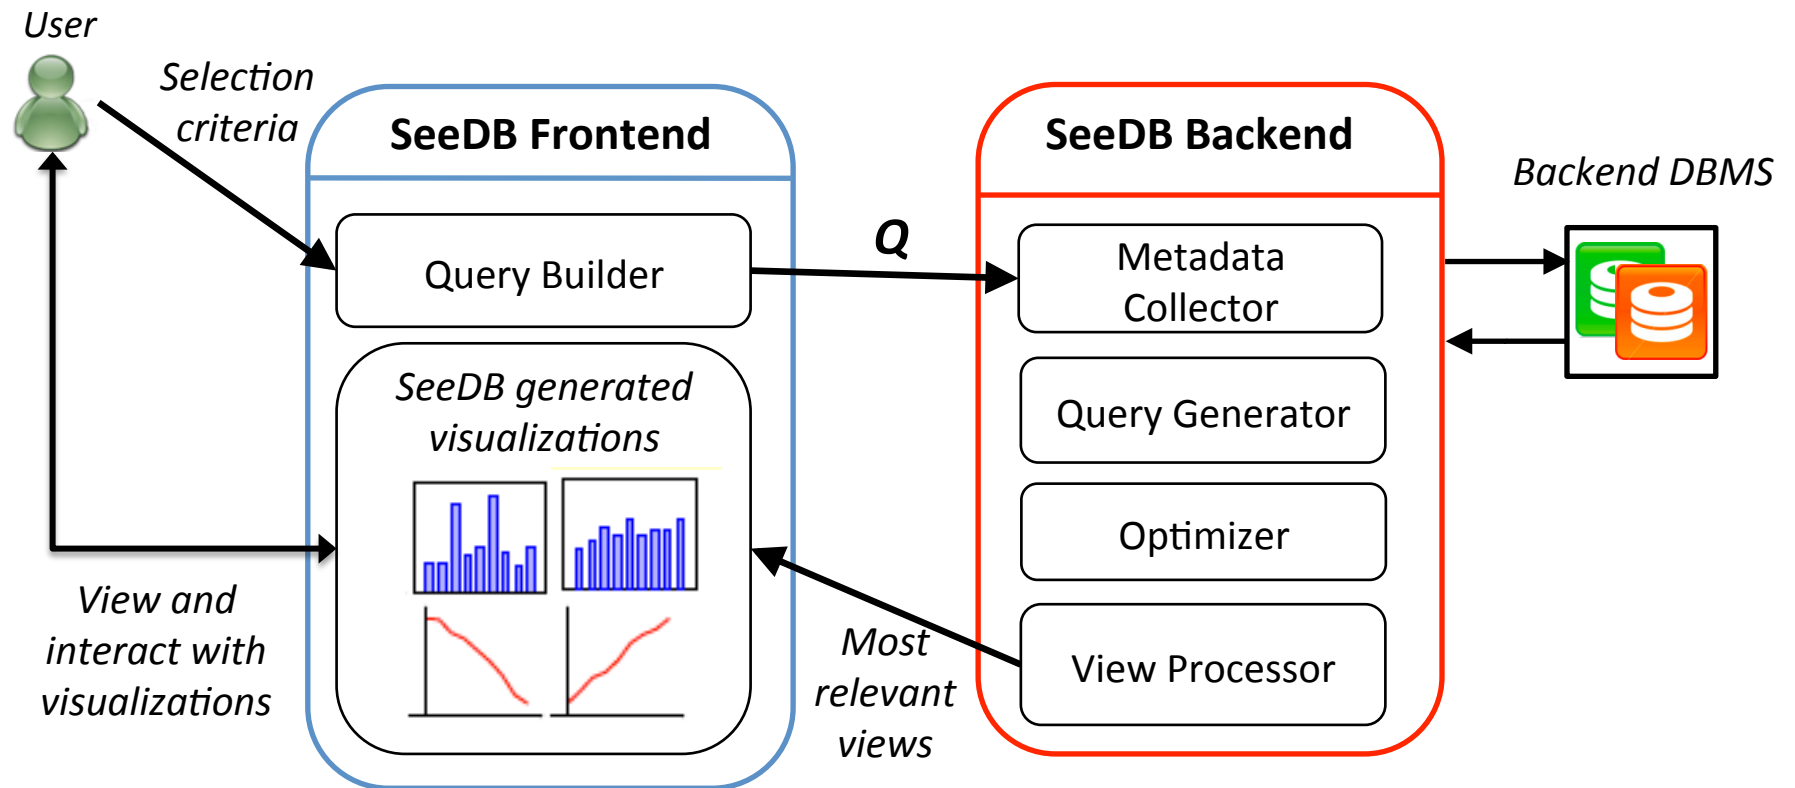 User
Selection
criteria
SeeDB Frontend
SeeDB Backend
Backend DBMS
Q
Query Builder
Metadata
Collector
SeeDB generated
visualizations
Query Generator
Optimizer
View and
interact with
visualizations
Most
relevant
views
View Processor